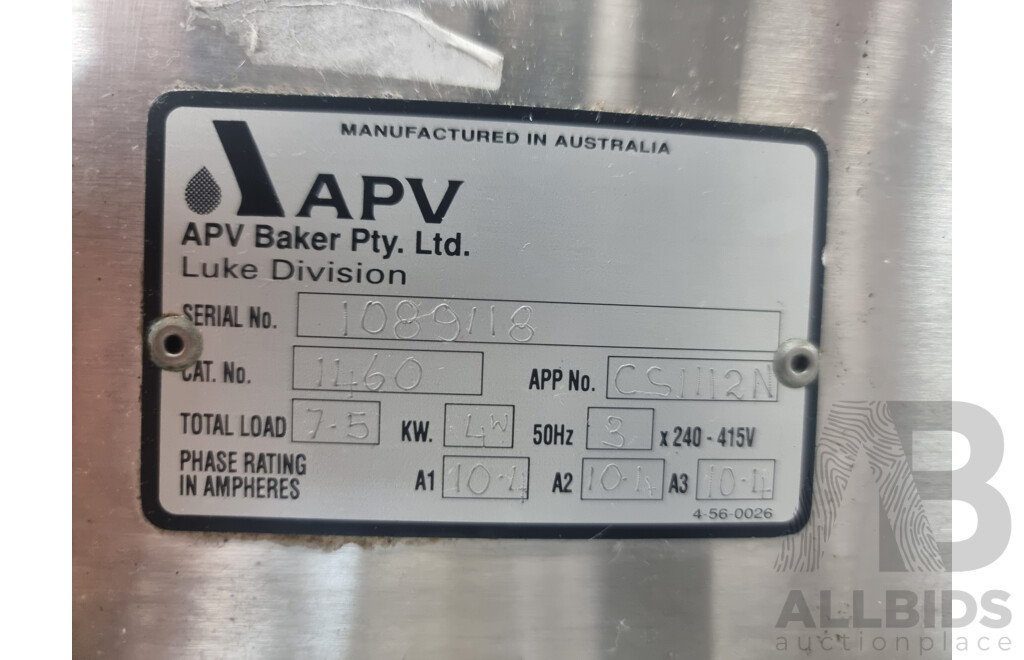 MANUFACTURED IN AUSTRALIA
APV
APV Baker Pty. Ltd.
Luke Division
SERIAL No. 1089118
CAT. No. 1460 APP No. CS1112N
TOTAL LOAD 7.5 KW. 4W 50Hz 3 x 240 - 415V
PHASE RATING
IN AMPHERES A1 10.4 A2 10.4 A3 10.4
4-56-0026
AB
ALLBIDS
auctionplace